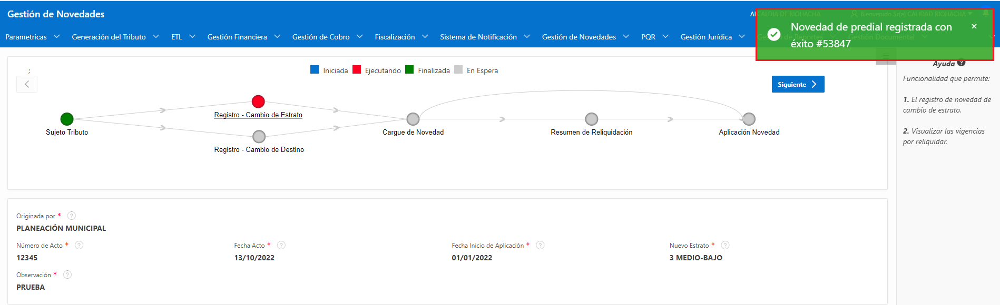 Gestión de Novedades
ALCALDIA DE RIOHACHA
Bienvenido Sr(a) CALIDAD RIOHACHA
Novedad de predial registrada con
éxito #53847
Parametricas
Generación del Tributo
ETL
Gestión Financiera
Gestión de Cobro
Fiscalización
Sistema de Notificación
Gestión de Novedades
PQR
Gestión Jurídica
Gestión de Reportes
Gestión Documental
;
Iniciada
Ejecutando
Finalizada
En Espera
Siguiente
Sujeto Tributo
Registro - Cambio de Estrato
Registro - Cambio de Destino
Cargue de Novedad
Resumen de Reliquidación
Aplicación Novedad
Ayuda ?
Funcionalidad que permite:
1. El registro de novedad de
cambio de estrato.
2. Visualizar las vigencias
por reliquidar.
Originada por * ?
PLANEACIÓN MUNICIPAL
Número de Acto * ?
12345
Fecha Acto * ?
13/10/2022
Fecha Inicio de Aplicación * ?
01/01/2022
Nuevo Estrato * ?
3 MEDIO-BAJO
Observación * ?
PRUEBA